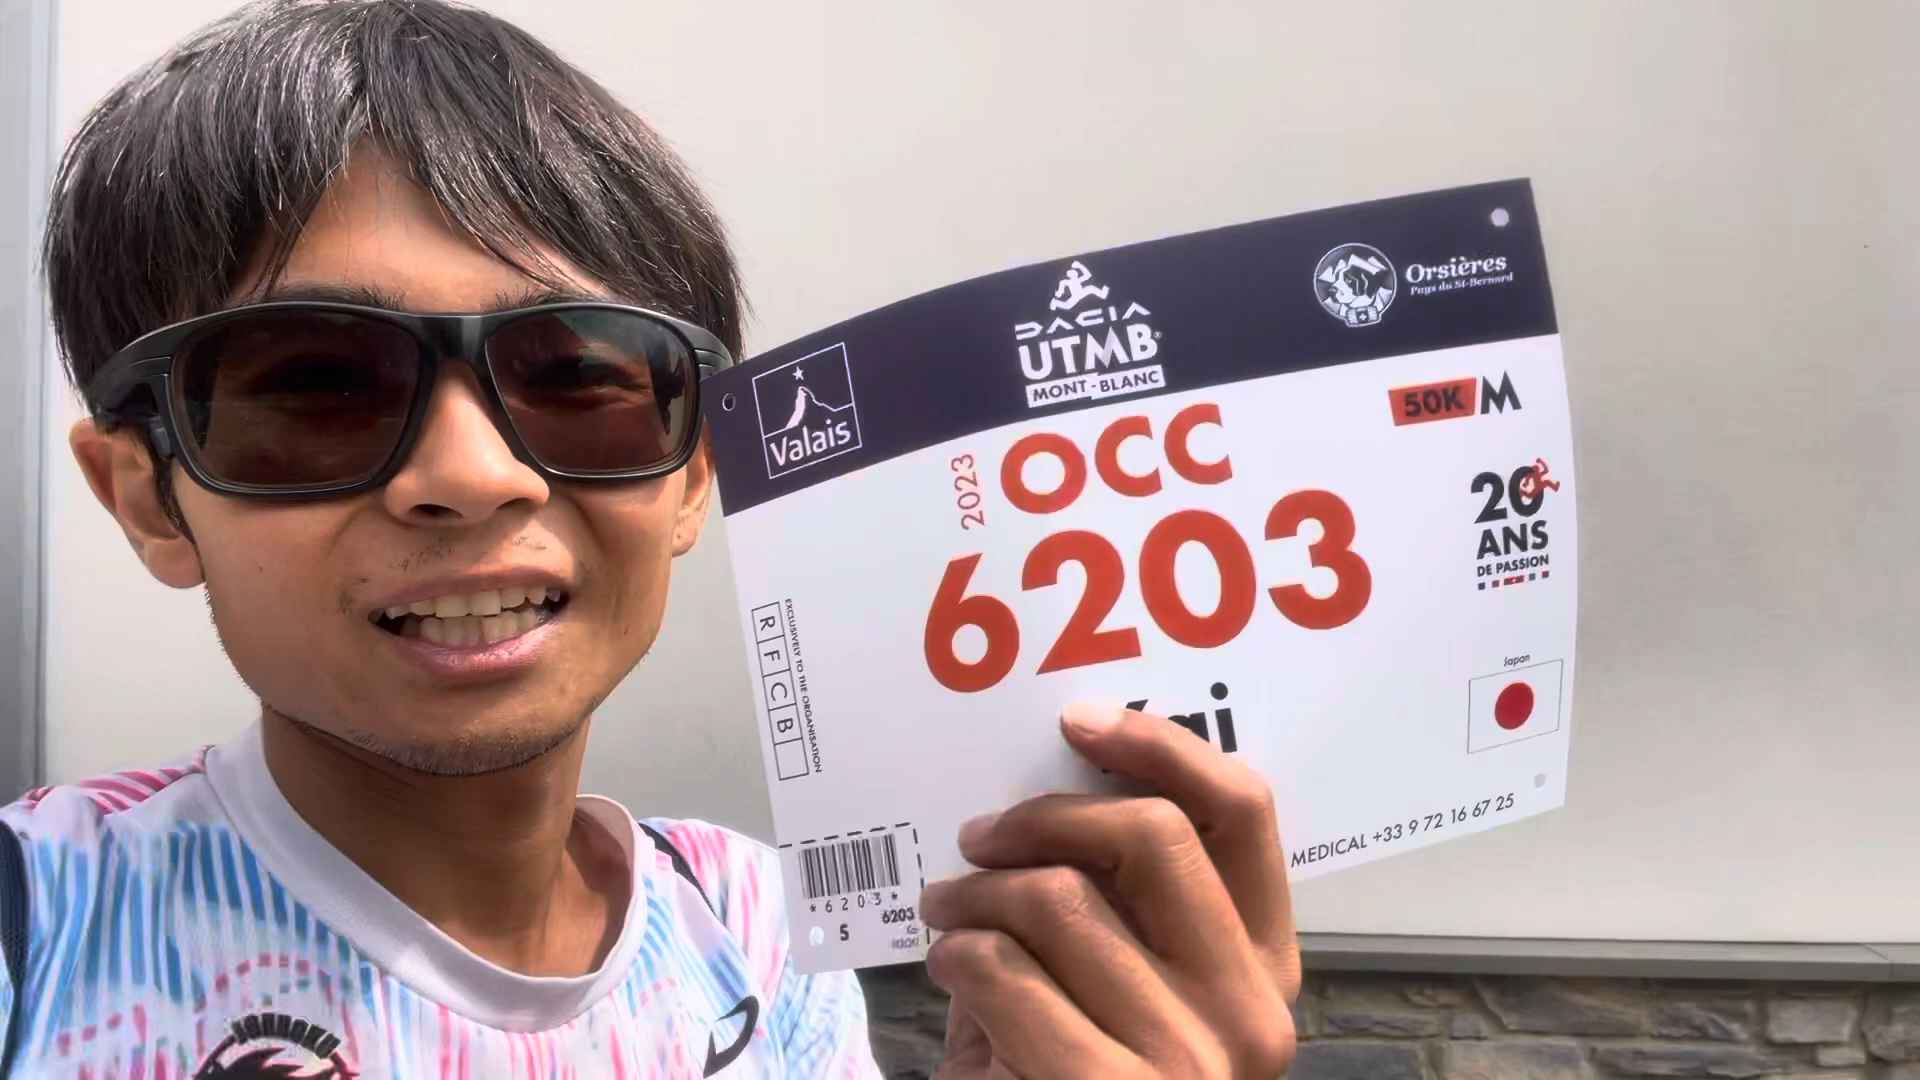 Orsières
Pays du St-Bernard
DACIA
UTMB®
MONT-BLANC
Valais
50K M
2023
OCC
6203
20
ANS
DE PASSION
EXCLUSIVELY TO THE ORGANISATION
R F C B
Japan
MEDICAL +33 9 72 16 67 25
*6203*
6203
S